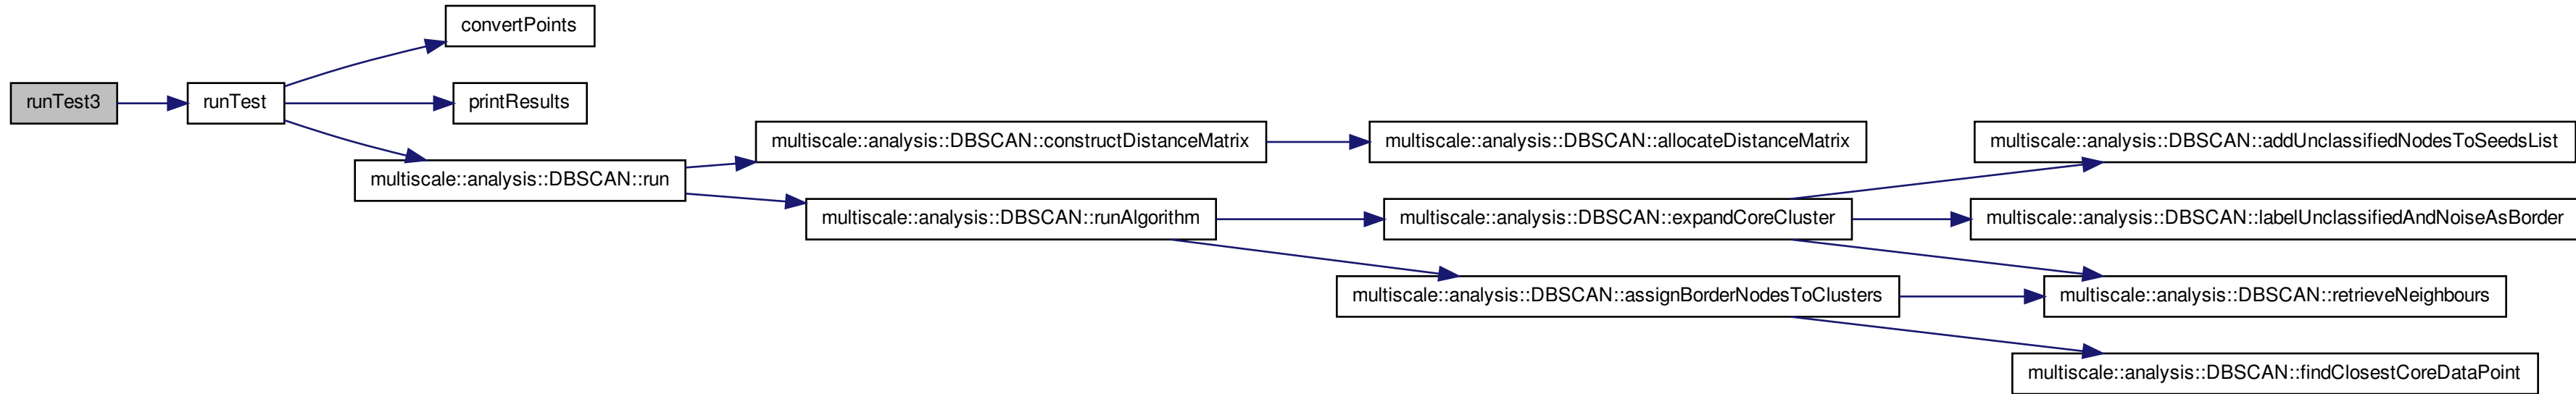 convertPoints
runTest3
runTest
printResults
multiscale::analysis::DBSCAN::run
multiscale::analysis::DBSCAN::constructDistanceMatrix
multiscale::analysis::DBSCAN::allocateDistanceMatrix
multiscale::analysis::DBSCAN::runAlgorithm
multiscale::analysis::DBSCAN::expandCoreCluster
multiscale::analysis::DBSCAN::assignBorderNodesToClusters
multiscale::analysis::DBSCAN::addUnclassifiedNodesToSeedsList
multiscale::analysis::DBSCAN::labelUnclassifiedAndNoiseAsBorder
multiscale::analysis::DBSCAN::retrieveNeighbours
multiscale::analysis::DBSCAN::findClosestCoreDataPoint